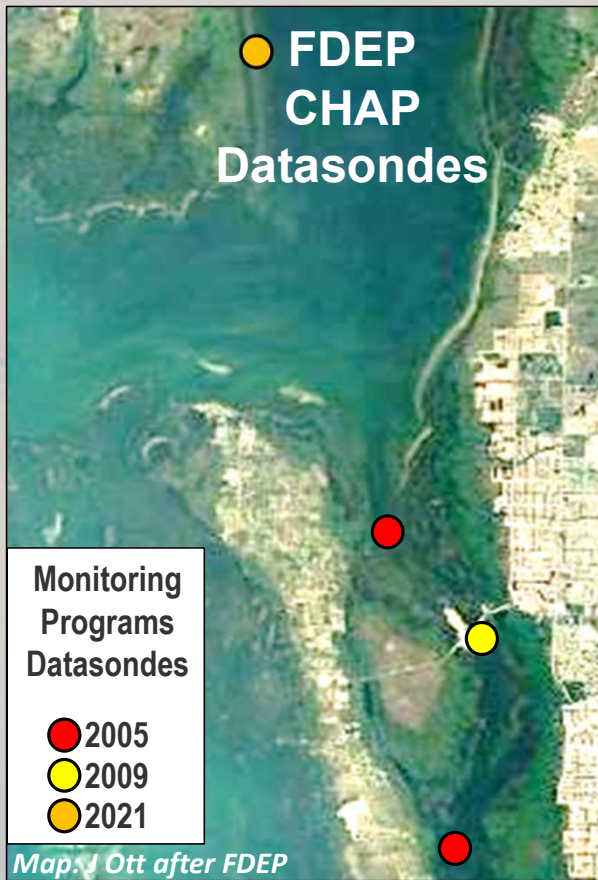 FDEP
CHAP
Datasondes
Monitoring
Programs
Datasondes
2005
2009
2021
Map: J Ott after FDEP